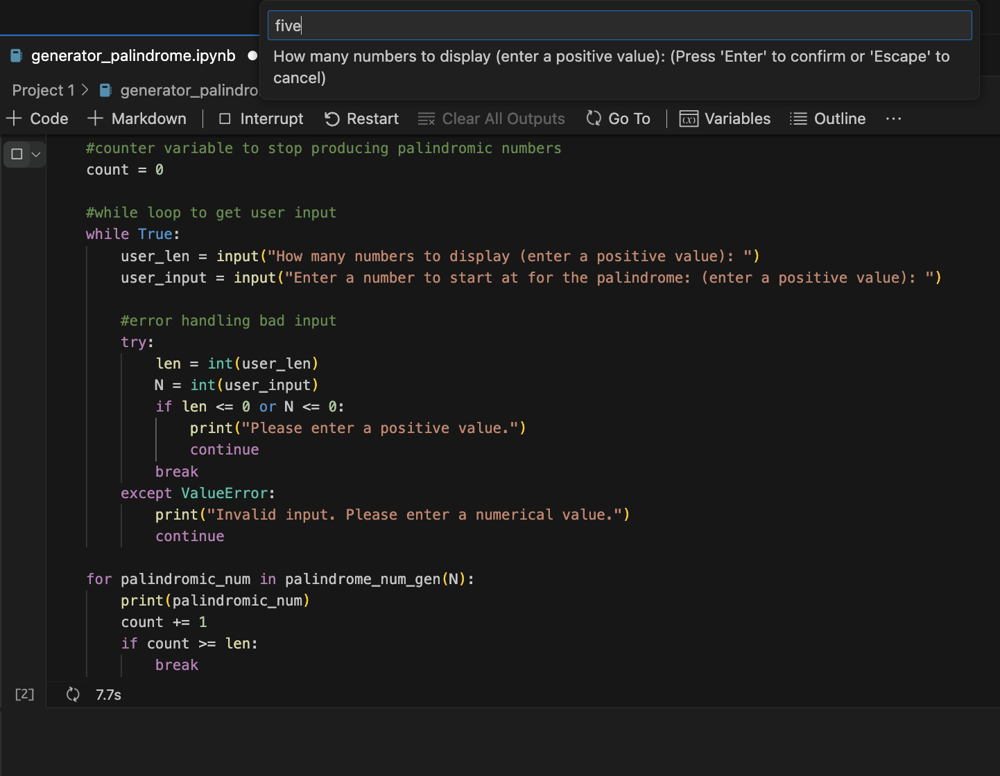 five
How many numbers to display (enter a positive value): (Press 'Enter' to confirm or 'Escape' to
cancel)
generator_palindrome.ipynb
Project 1 > generator_palindro
Code Markdown Interrupt Restart Clear All Outputs Go To Variables Outline ...
#counter variable to stop producing palindromic numbers
count = 0
#while loop to get user input
while True:
    user_len = input("How many numbers to display (enter a positive value): ")
    user_input = input("Enter a number to start at for the palindrome: (enter a positive value): ")
    #error handling bad input
    try:
        len = int(user_len)
        N = int(user_input)
        if len <= 0 or N <= 0:
            print("Please enter a positive value.")
            continue
        break
    except ValueError:
        print("Invalid input. Please enter a numerical value.")
        continue
for palindromic_num in palindrome_num_gen(N):
    print(palindromic_num)
    count += 1
    if count >= len:
        break
[2] 7.7s